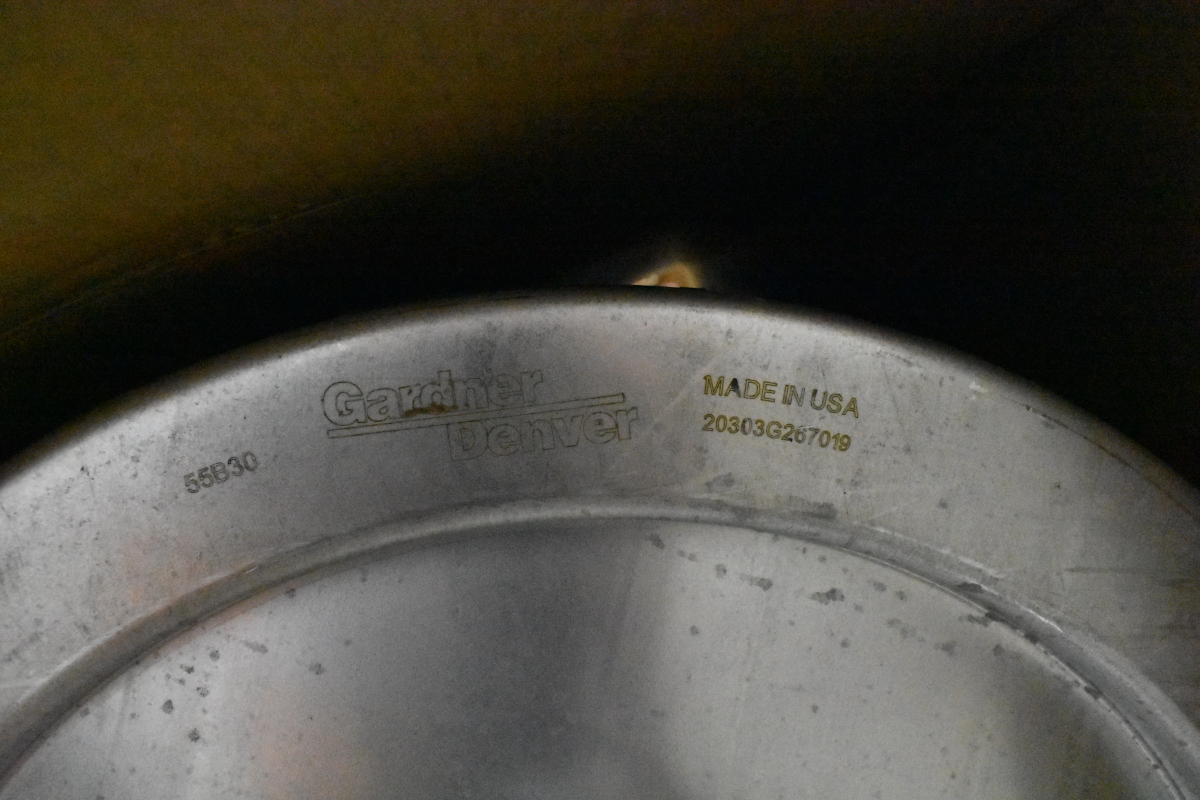 55B30
Gardner
Denver
MADE IN USA
20303G267019